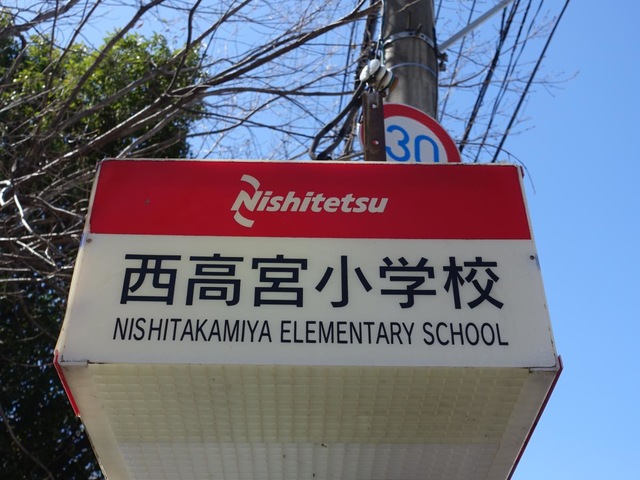 30
Nishitetsu
西高宮小学校
NISHITAKAMIYA ELEMENTARY SCHOOL